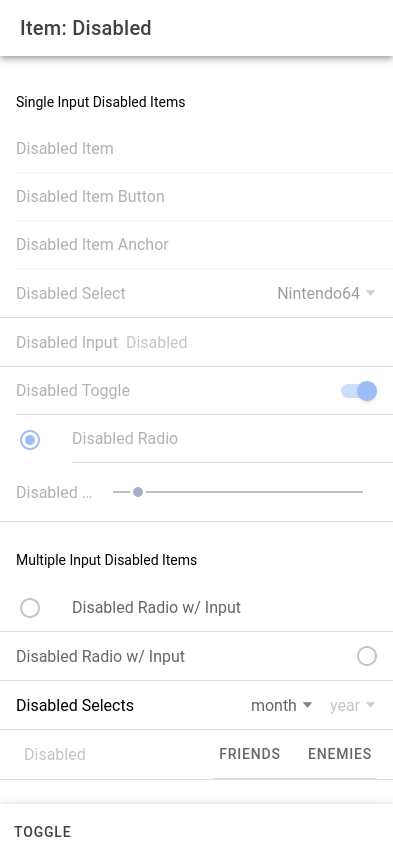 Item: Disabled
Single Input Disabled Items
Disabled Item
Disabled Item Button
Disabled Item Anchor
Disabled Select Nintendo64
Disabled Input Disabled
Disabled Toggle
Disabled Radio
Disabled ...
Multiple Input Disabled Items
Disabled Radio w/ Input
Disabled Radio w/ Input
Disabled Selects month year
Disabled FRIENDS ENEMIES
TOGGLE